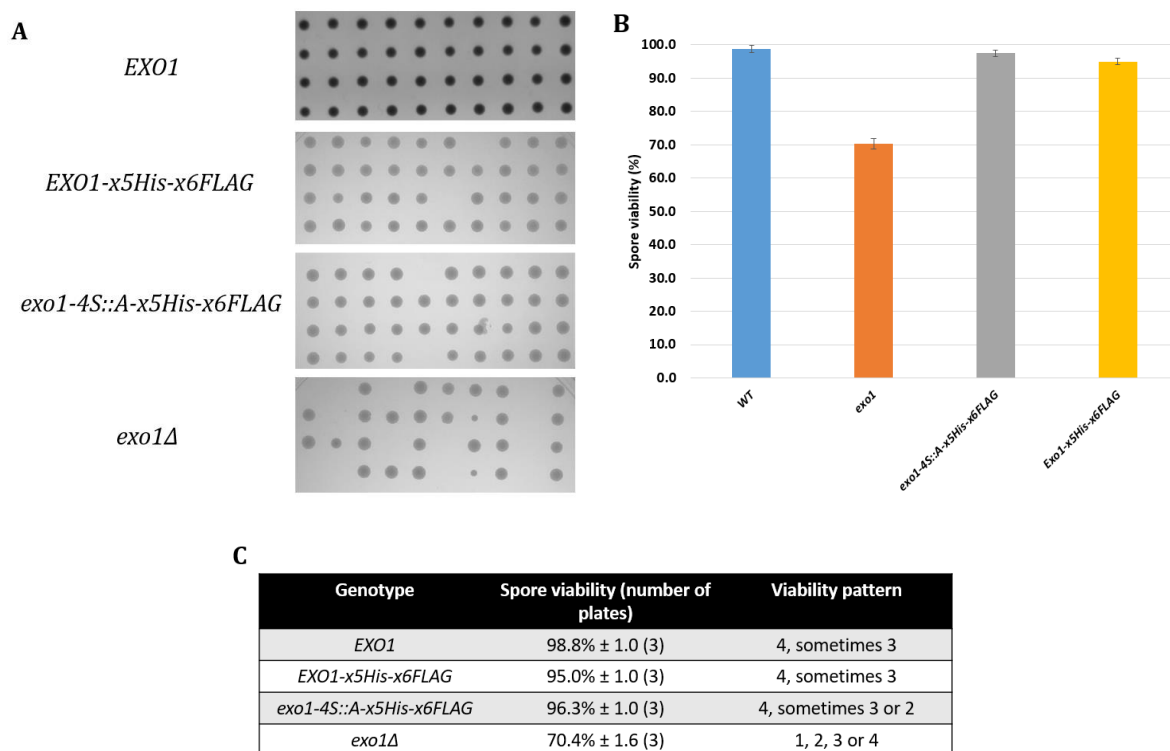 A
EXO1
EXO1-x5His-x6FLAG
exo1-4S::A-x5His-x6FLAG
exo1Δ
B
100.0
90.0
80.0
70.0
60.0
50.0
40.0
30.0
20.0
10.0
0.0
Spore viability (%)
WT
exo1
exo1-4S::A-x5His-x6FLAG
Exo1-x5His-x6FLAG
C
Genotype Spore viability (number of plates) Viability pattern
EXO1 98.8% ± 1.0 (3) 4, sometimes 3
EXO1-x5His-x6FLAG 95.0% ± 1.0 (3) 4, sometimes 3
exo1-4S::A-x5His-x6FLAG 96.3% ± 1.0 (3) 4, sometimes 3 or 2
exo1Δ 70.4% ± 1.6 (3) 1, 2, 3 or 4